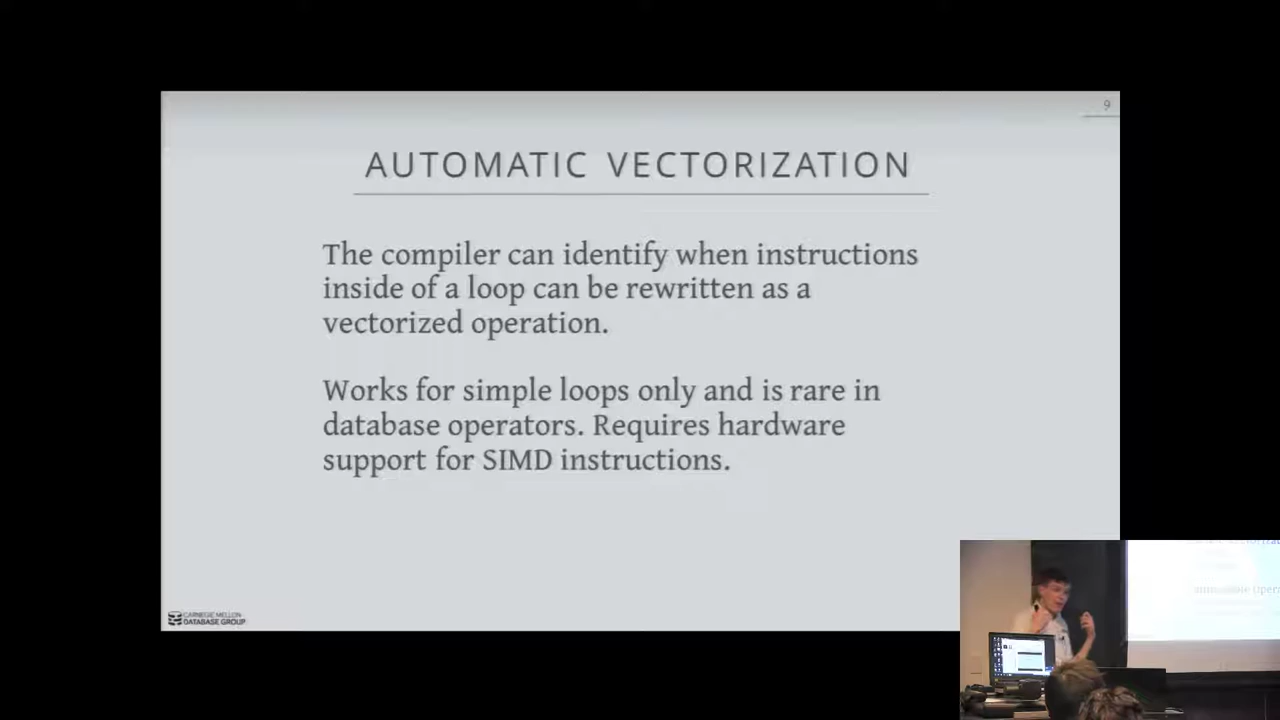 9
AUTOMATIC VECTORIZATION
The compiler can identify when instructions
inside of a loop can be rewritten as a
vectorized operation.
Works for simple loops only and is rare in
database operators. Requires hardware
support for SIMD instructions.
CARNEGIE MELLON
DATABASE GROUP